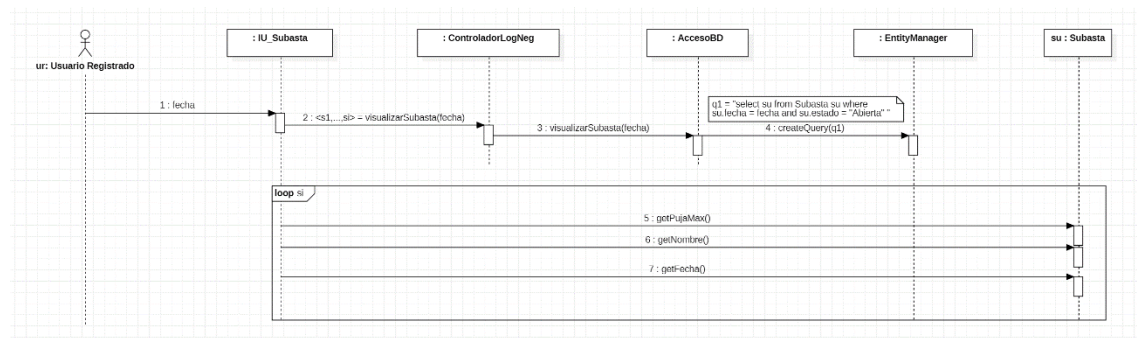 : IU_Subasta
: ControladorLogNeg
: AccesoBD
: EntityManager
su : Subasta
ur: Usuario Registrado
q1 = "select su from Subasta su where
su.fecha = fecha and su.estado = "Abierta" "
1 : fecha
2 : <s1,...,si> = visualizarSubasta(focha)
3 : visualizarSubasta(fecha)
4 : createQuery(q1)
loop si
5 : getPujaMax()
6 : getNombre()
7 : getFecha()